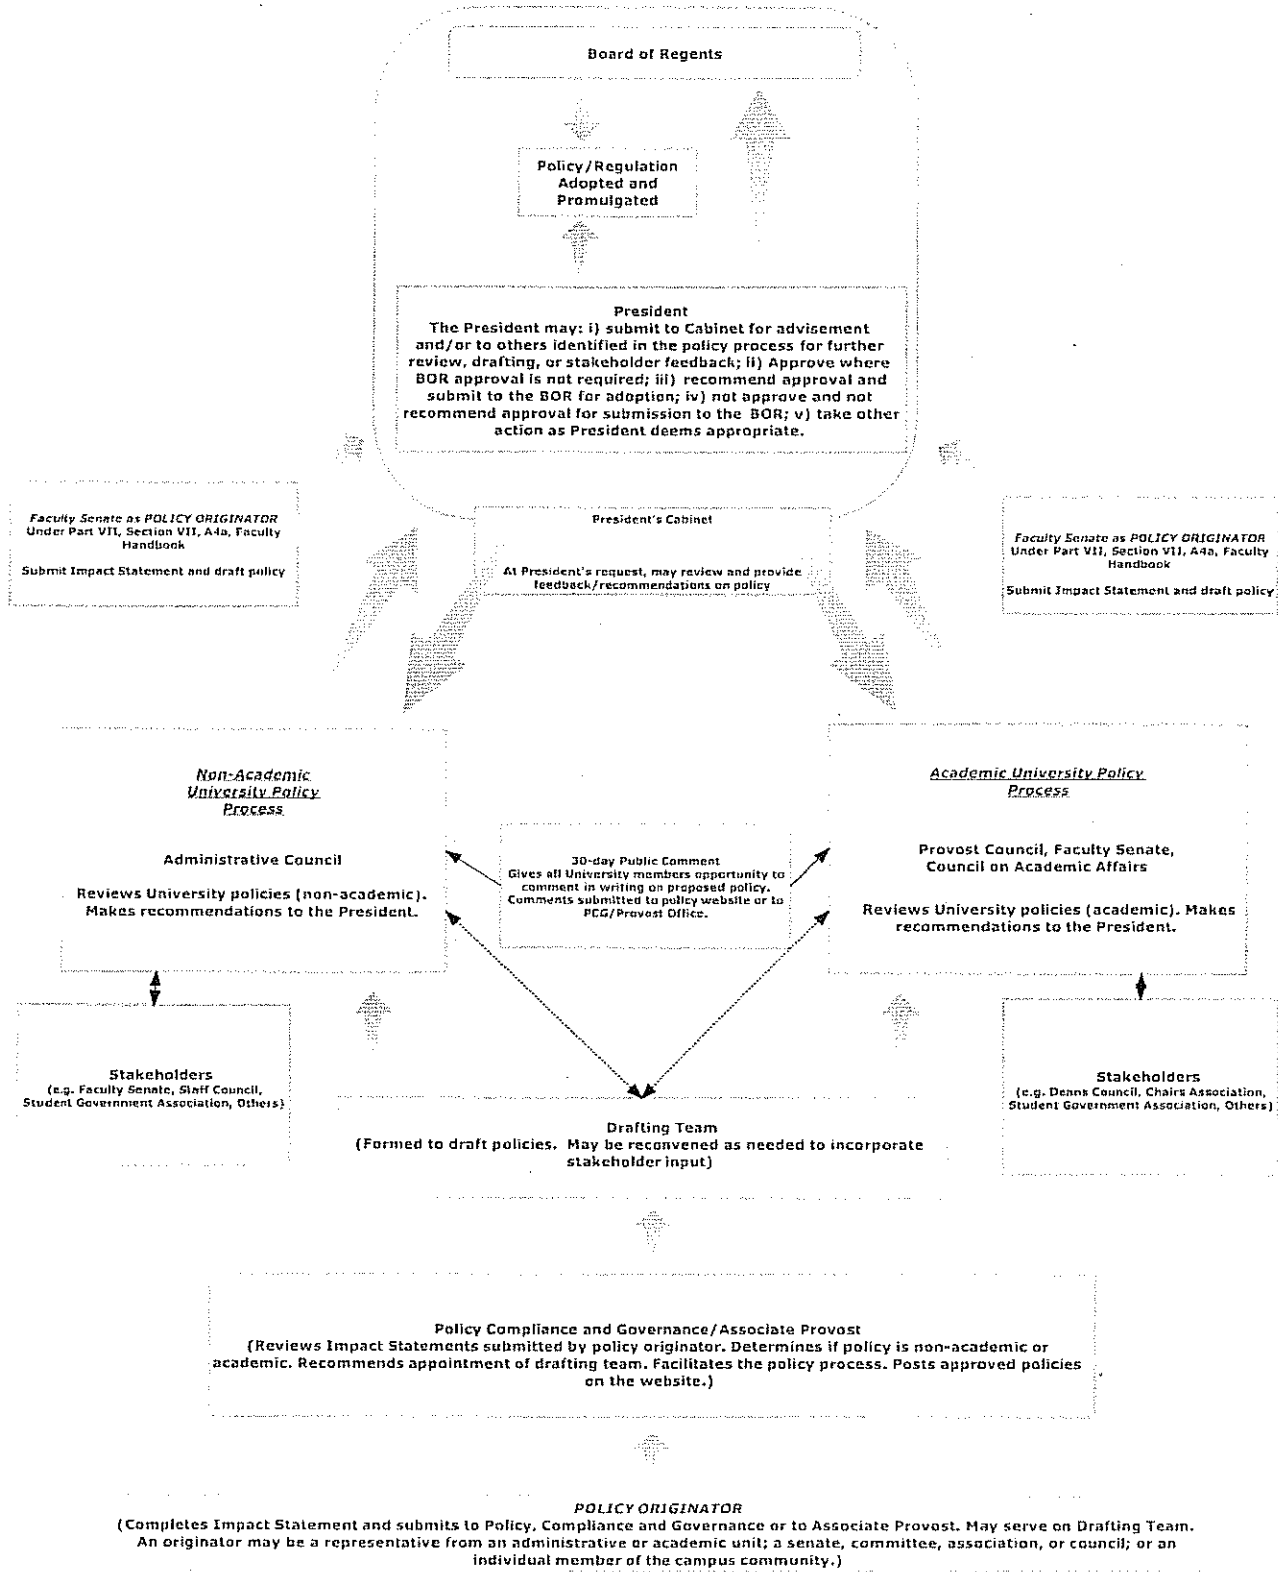 Board of Regents
Policy/Regulation
Adopted and
Promulgated
President
The President may: i) submit to Cabinet for advisement
and/or to others identified in the policy process for further
review, drafting, or stakeholder feedback; ii) Approve where
BOR approval is not required; iii) recommend approval and
submit to the BOR for adoption; iv) not approve and not
recommend approval for submission to the BOR; v) take other
action as President deems appropriate.
Faculty Senate as POLICY ORIGINATOR
Under Part VII, Section VII, A4a, Faculty
Handbook
Submit Impact Statement and draft policy
President's Cabinet
At President's request, may review and provide
feedback/recommendations on policy
Faculty Senate as POLICY ORIGINATOR
Under Part VII, Section VII, A4a, Faculty
Handbook
Submit Impact Statement and draft policy
Non-Academic
University Policy
Process
Administrative Council
Reviews University policies (non-academic).
Makes recommendations to the President.
30-day Public Comment
Gives all University members opportunity to
comment in writing on proposed policy.
Comments submitted to policy website or to
PCG/Provost Office.
Academic University Policy
Process
Provost Council, Faculty Senate,
Council on Academic Affairs
Reviews University policies (academic). Makes
recommendations to the President.
Stakeholders
(e.g. Faculty Senate, Staff Council,
Student Government Association, Others)
Stakeholders
(e.g. Deans Council, Chairs Association,
Student Government Association, Others)
Drafting Team
(Formed to draft policies. May be reconvened as needed to incorporate
stakeholder input)
Policy Compliance and Governance/Associate Provost
(Reviews Impact Statements submitted by policy originator. Determines if policy is non-academic or
academic. Recommends appointment of drafting team. Facilitates the policy process. Posts approved policies
on the website.)
POLICY ORIGINATOR
(Completes Impact Statement and submits to Policy, Compliance and Governance or to Associate Provost. May serve on Drafting Team.
An originator may be a representative from an administrative or academic unit; a senate, committee, association, or council; or an
individual member of the campus community.)